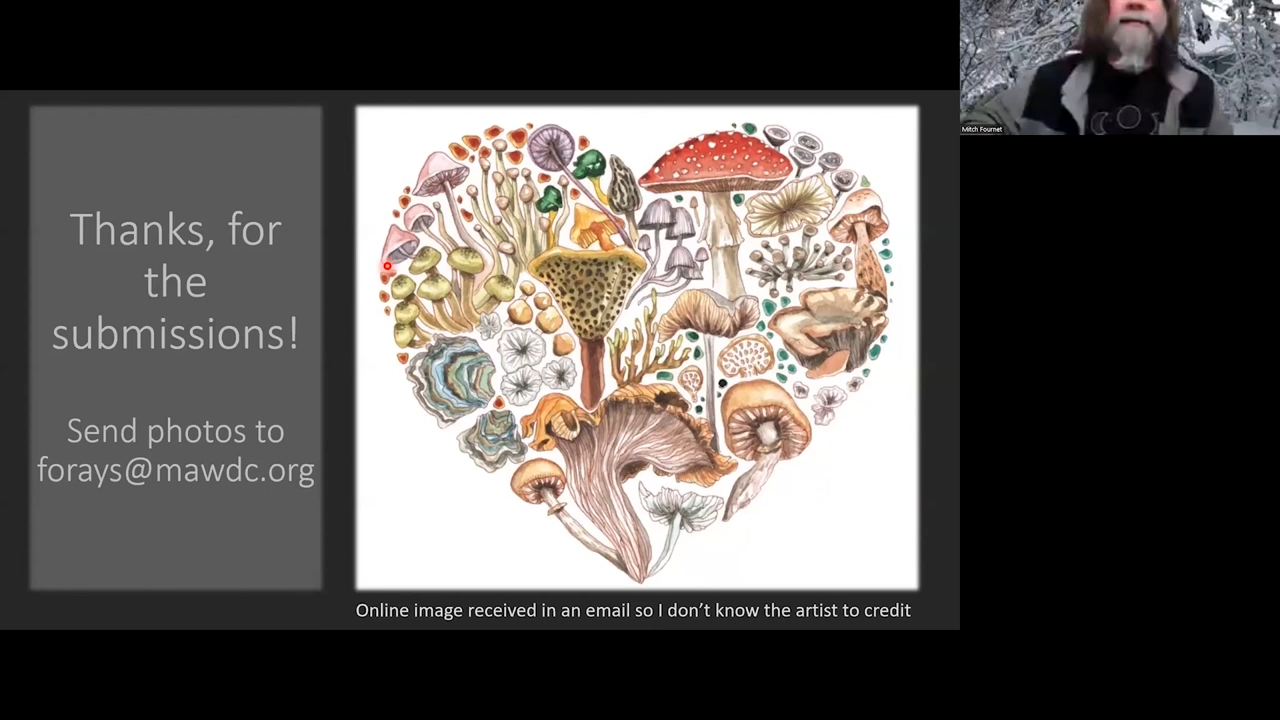 Thanks, for
the
submissions!
Send photos to
forays@mawdc.org
Online image received in an email so I don’t know the artist to credit
Mitch Fournet